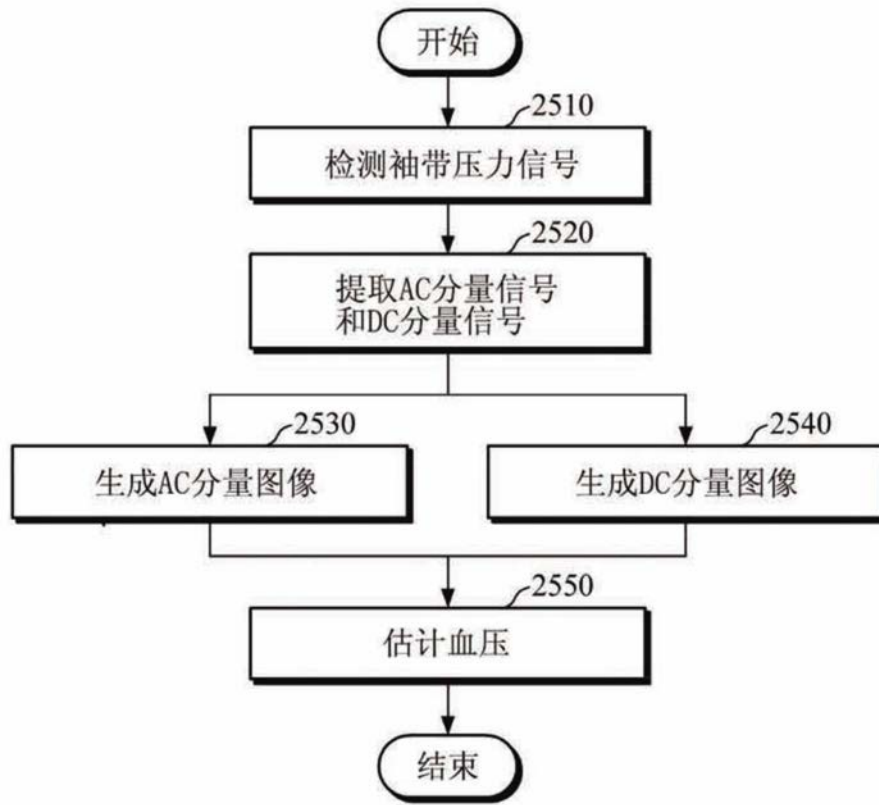 开始
2510
检测袖带压力信号
2520
提取AC分量信号
和DC分量信号
2530
生成AC分量图像
2540
生成DC分量图像
2550
估计血压
结束